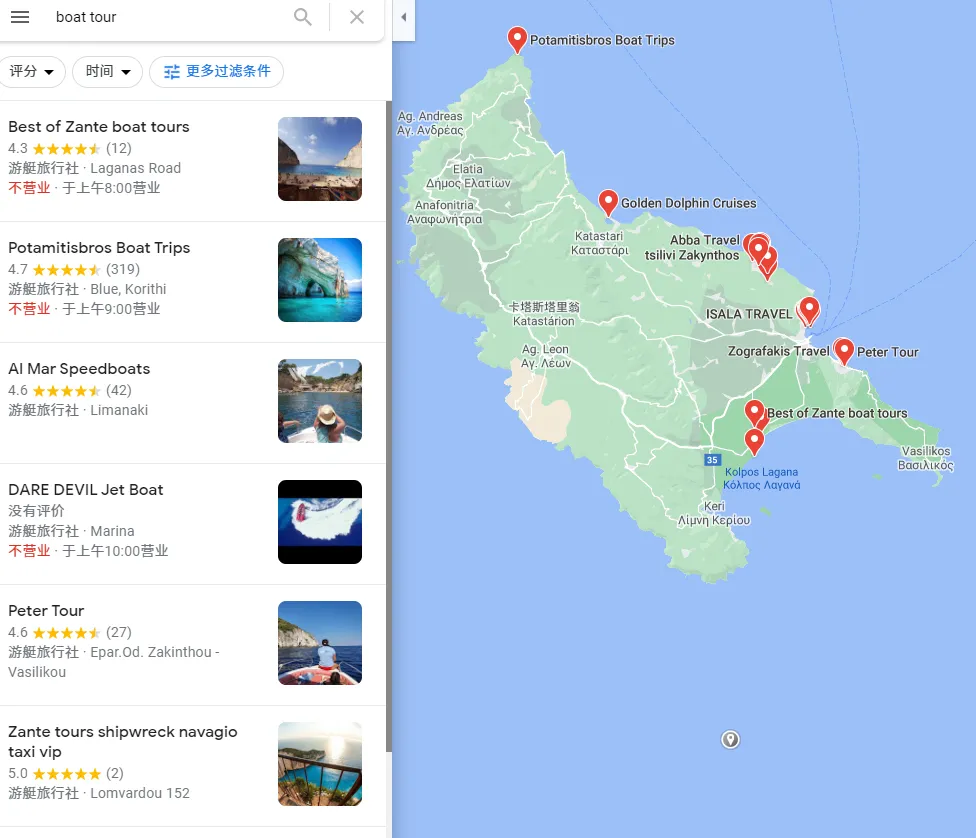 boat tour
评分
时间
更多过滤条件
Best of Zante boat tours
4.3 (12)
游艇旅行社 · Laganas Road
不营业 · 于上午8:00营业
Potamitisbros Boat Trips
4.7 (319)
游艇旅行社 · Blue, Korithi
不营业 · 于上午9:00营业
Al Mar Speedboats
4.6 (42)
游艇旅行社 · Limanaki
DARE DEVIL Jet Boat
没有评价
游艇旅行社 · Marina
不营业 · 于上午10:00营业
Peter Tour
4.6 (27)
游艇旅行社 · Epar.Od. Zakinthou -
Vasilikou
Zante tours shipwreck navagio
taxi vip
5.0 (2)
游艇旅行社 · Lomvardou 152
Potamitisbros Boat Trips
Ag. Andreas
Αγ. Ανδρέας
Elatia
Δήμος Ελατίων
Anafonitria
Αναφωνήτρια
Golden Dolphin Cruises
Katastari
Καταστάρι
Abba Travel
tsilivi Zakynthos
卡塔斯塔里翁
Katastárion
ISALA TRAVEL
Ag. Leon
Αγ. Λέων
Zografakis Travel
Peter Tour
Best of Zante boat tours
35
Kolpos Lagana
Κόλπος Λαγανά
Vasilikos
Βασιλικός
Keri
Λίμνη Κερίου